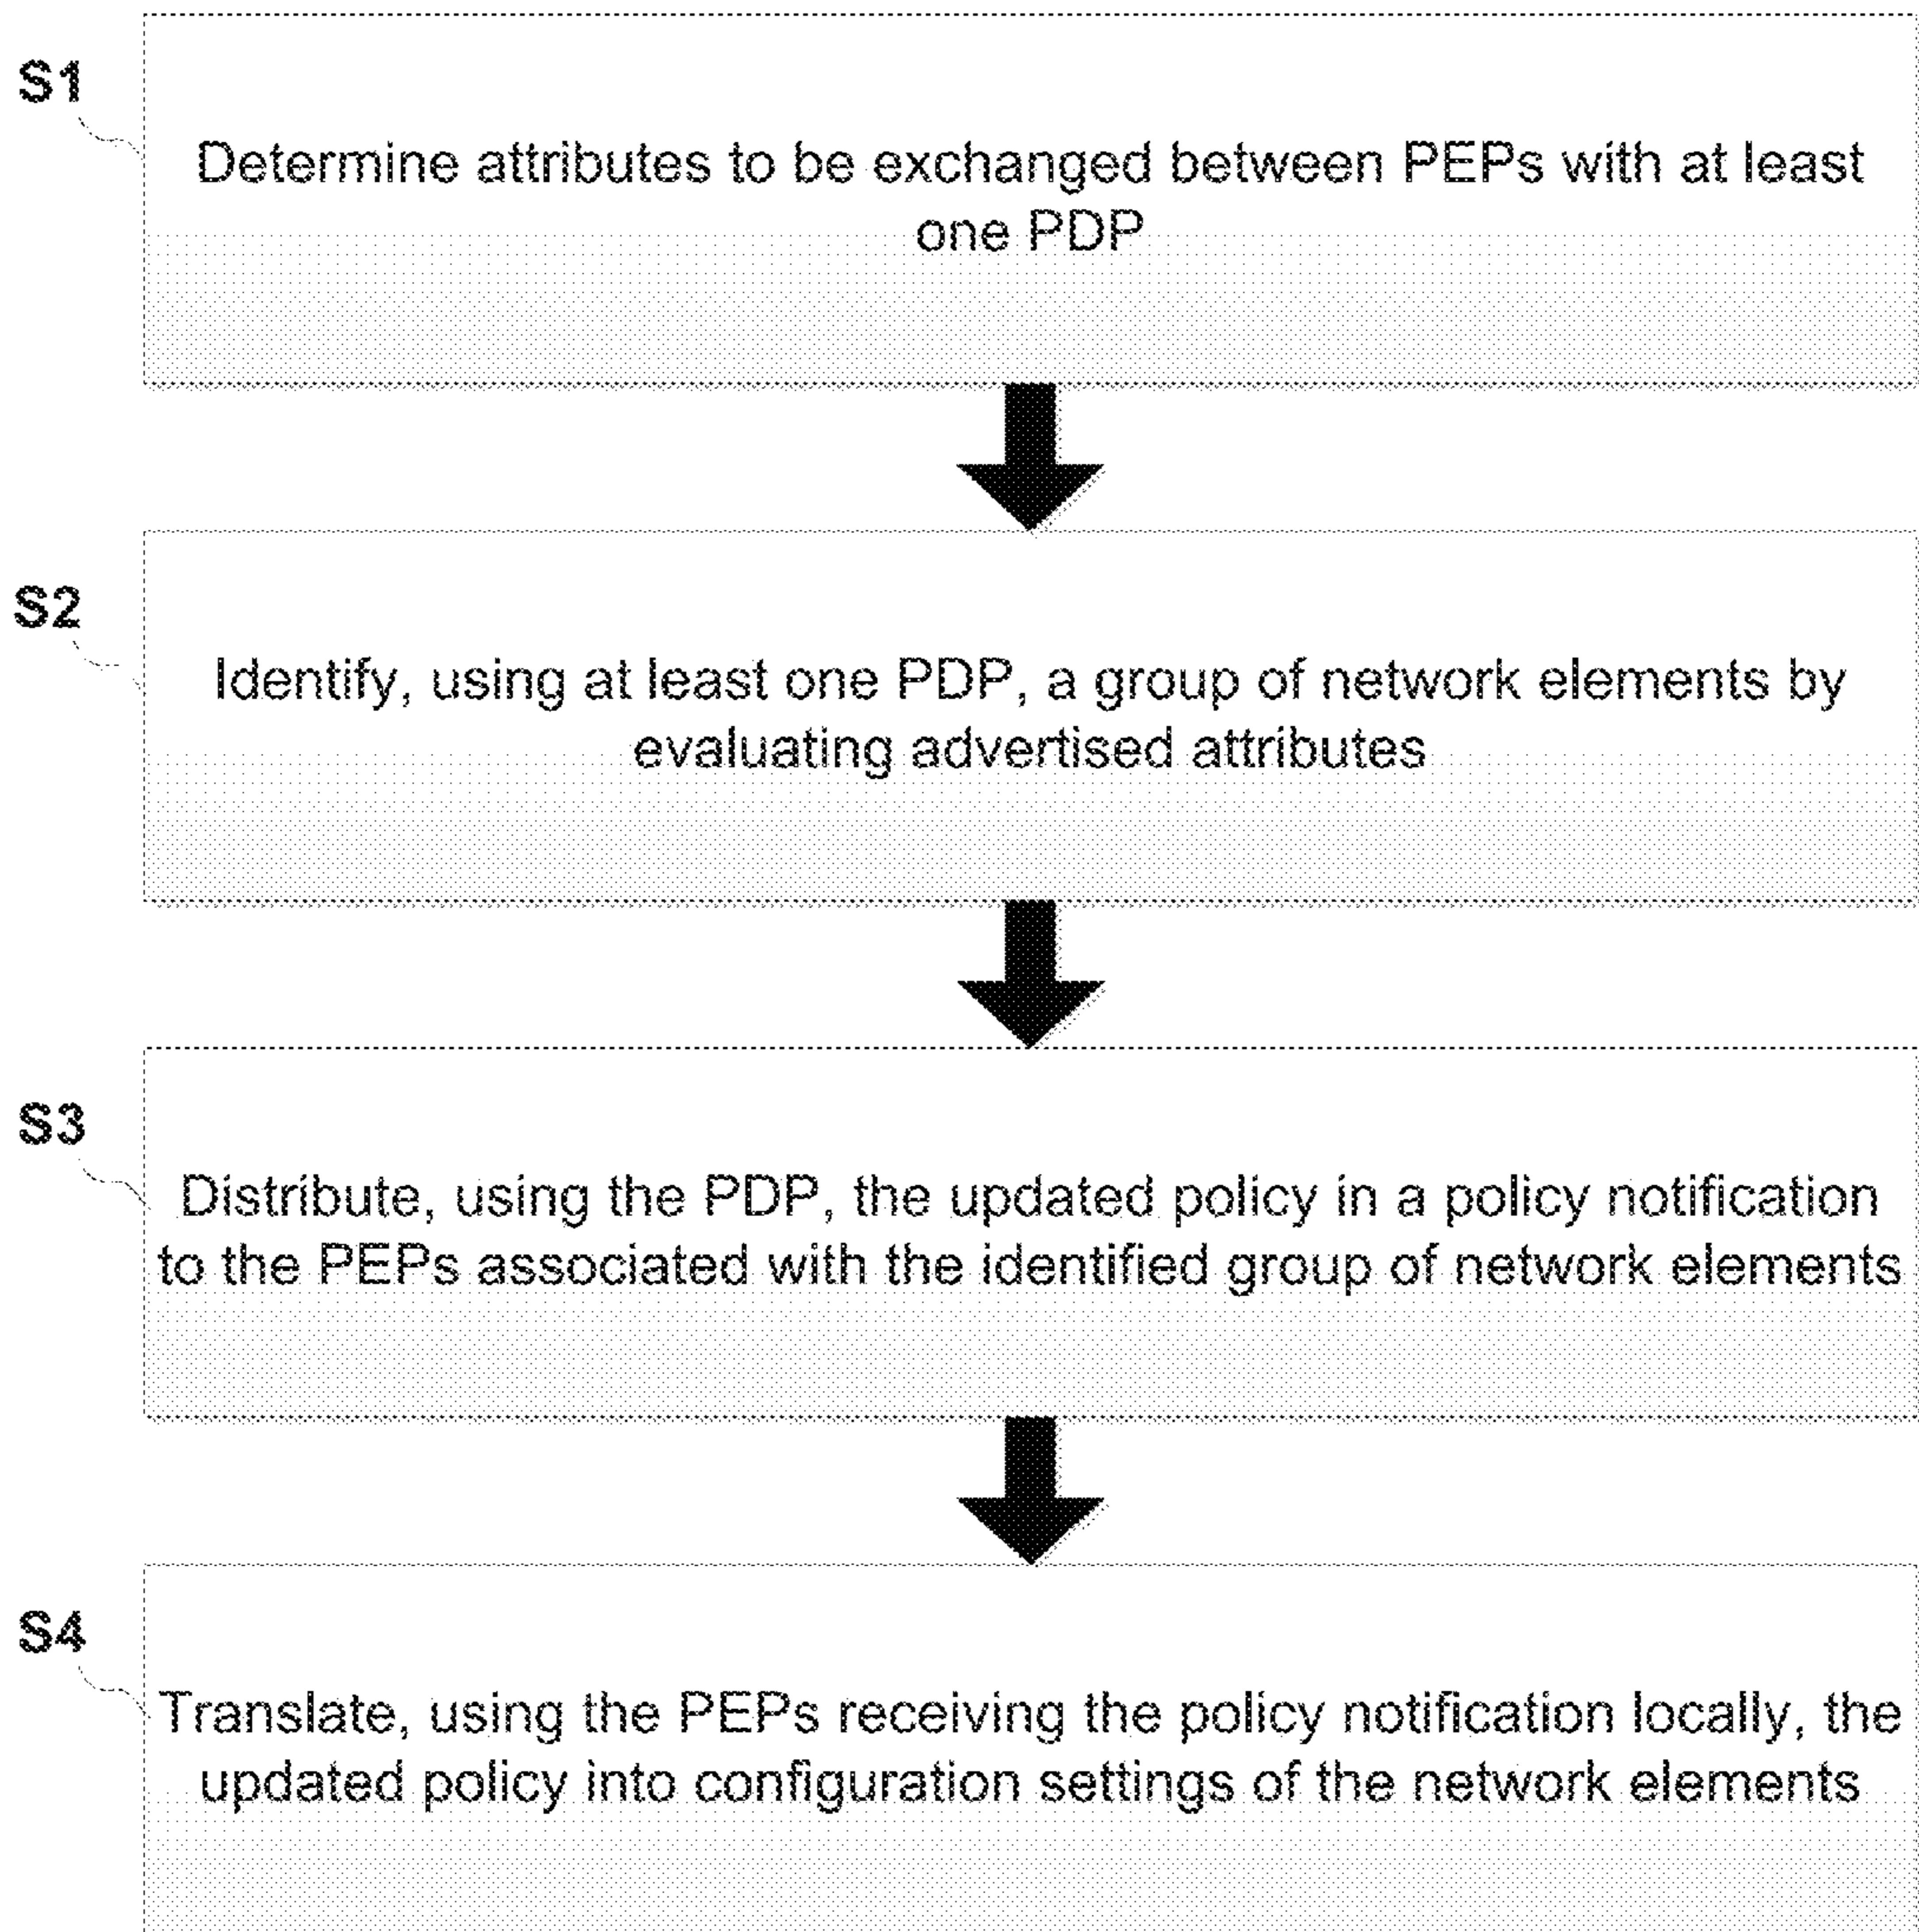 S1
Determine attributes to be exchanged between PEPs with at least
one PDP
S2
Identify, using at least one PDP, a group of network elements by
evaluating advertised attributes
S3
Distribute, using the PDP, the updated policy in a policy notification
to the PEPs associated with the identified group of network elements
S4
Translate, using the PEPs receiving the policy notification locally, the
updated policy into configuration settings of the network elements